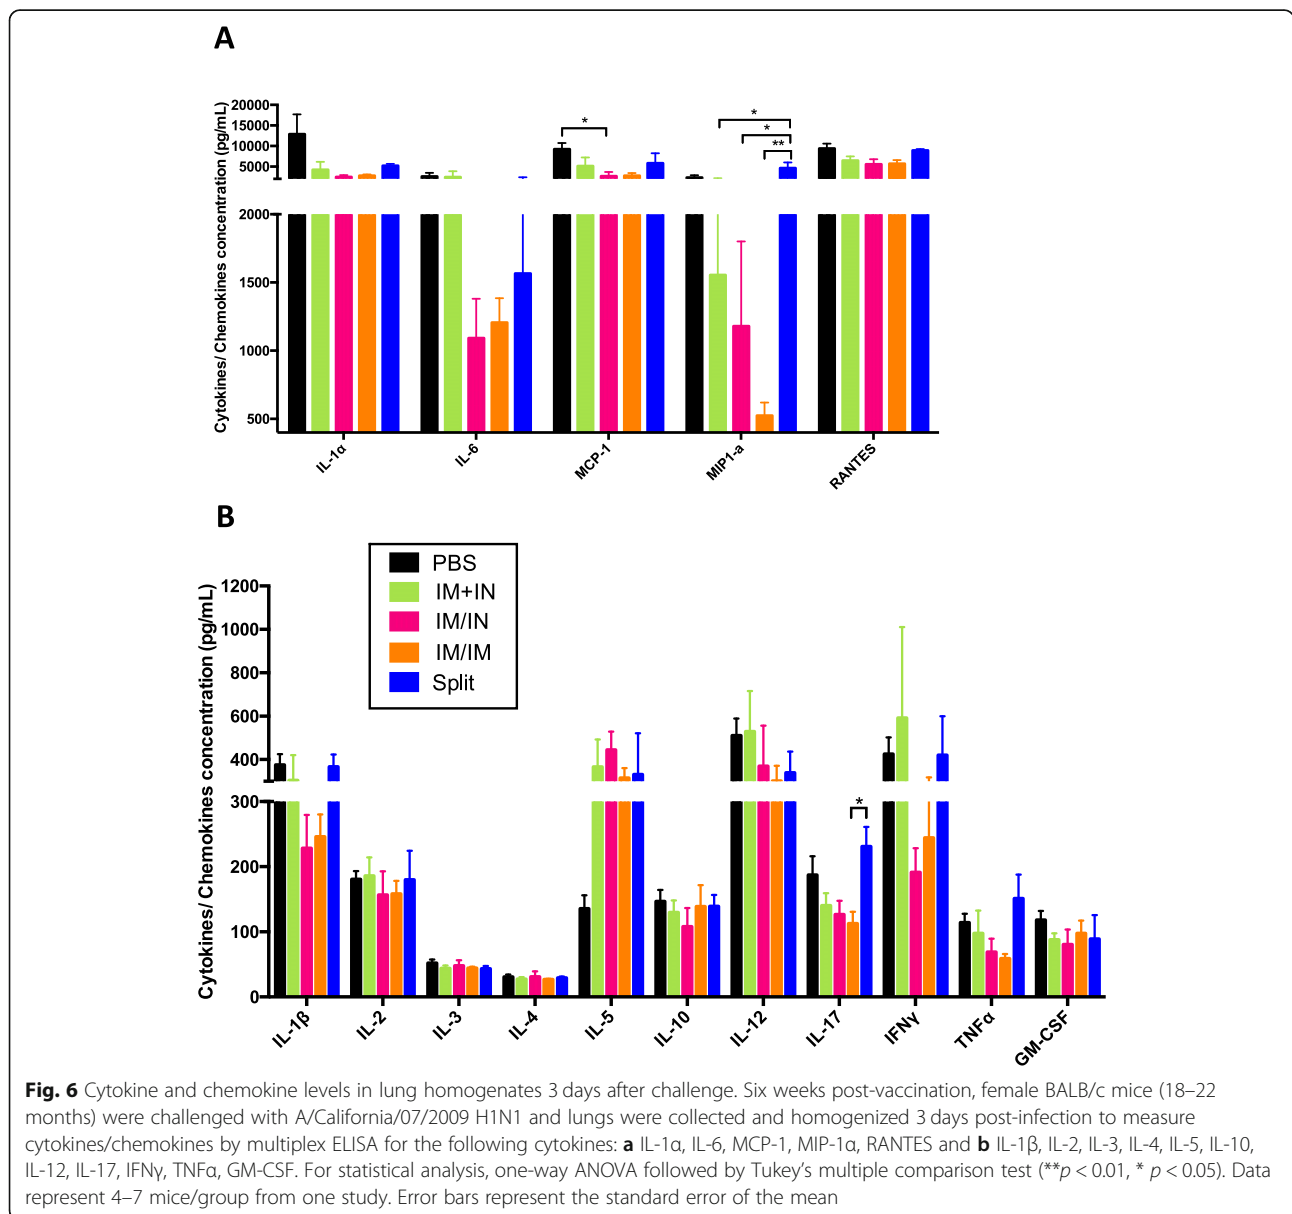 A
Cytokines/ Chemokines concentration (pg/mL)
20000
15000
10000
5000
2000
1500
1000
500
*
*
*
**
IL-1α
IL-6
MCP-1
MIP1-a
RANTES
B
PBS
IM+IN
IM/IN
IM/IM
Split
Cytokines/ Chemokines concentration (pg/mL)
1200
1000
800
600
400
300
200
100
0
*
IL-1β
IL-2
IL-3
IL-4
IL-5
IL-10
IL-12
IL-17
IFNγ
TNFα
GM-CSF
Fig. 6 Cytokine and chemokine levels in lung homogenates 3 days after challenge. Six weeks post-vaccination, female BALB/c mice (18–22
months) were challenged with A/California/07/2009 H1N1 and lungs were collected and homogenized 3 days post-infection to measure
cytokines/chemokines by multiplex ELISA for the following cytokines: a IL-1α, IL-6, MCP-1, MIP-1α, RANTES and b IL-1β, IL-2, IL-3, IL-4, IL-5, IL-10,
IL-12, IL-17, IFNγ, TNFα, GM-CSF. For statistical analysis, one-way ANOVA followed by Tukey's multiple comparison test (**p < 0.01, * p < 0.05). Data
represent 4–7 mice/group from one study. Error bars represent the standard error of the mean